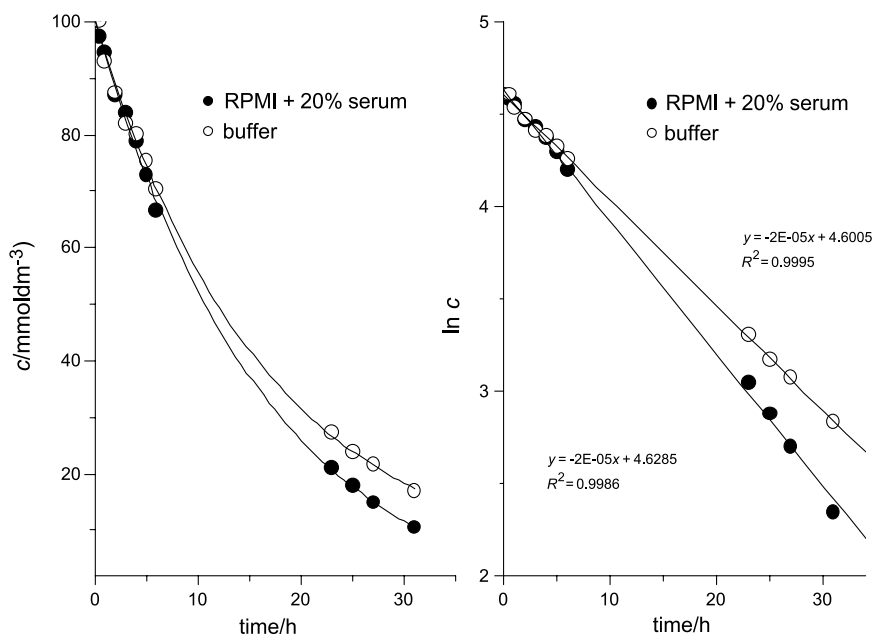 100
80
60
40
20
0
10
20
30
c/mmoldm-3
time/h
RPMI + 20% serum
buffer
5
4
3
2
0
10
20
30
ln c
time/h
RPMI + 20% serum
buffer
y = -2E-05x + 4.6005
R2 = 0.9995
y = -2E-05x + 4.6285
R2 = 0.9986